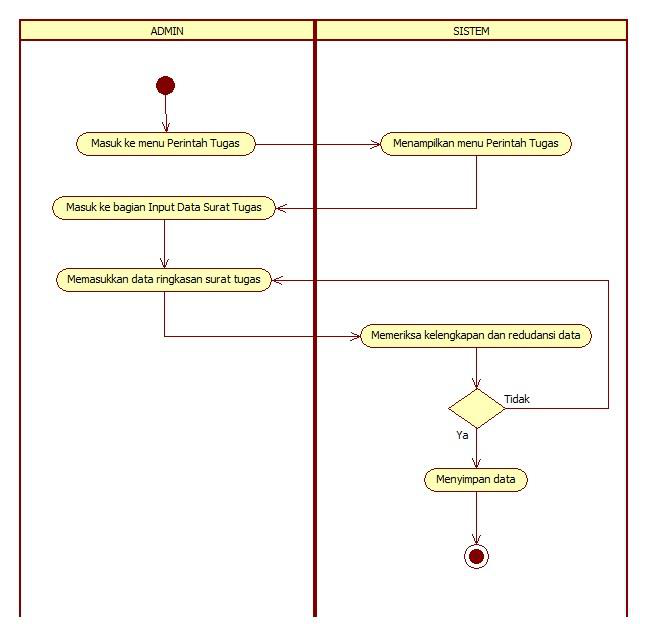 ADMIN
SISTEM
Masuk ke menu Perintah Tugas
Menampilkan menu Perintah Tugas
Masuk ke bagian Input Data Surat Tugas
Memasukkan data ringkasan surat tugas
Memeriksa kelengkapan dan redudansi data
Tidak
Ya
Menyimpan data